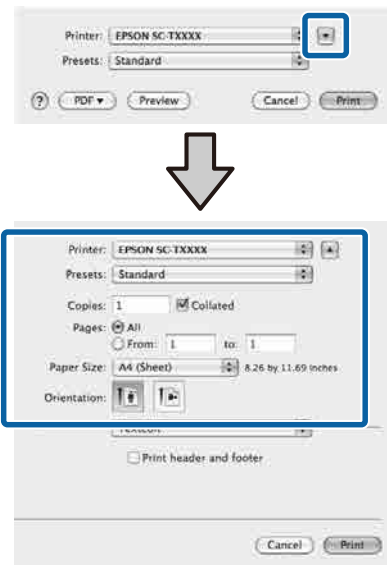 Printer: EPSON SC-TXXXX
Presets: Standard
? PDF▼ Preview Cancel Print
Printer: EPSON SC-TXXXX
Presets: Standard
Copies: 1 Collated
Pages: All
From: 1 to: 1
Paper Size: A4 (Sheet) 8.26 by 11.69 inches
Orientation:
Print header and footer
Cancel Print